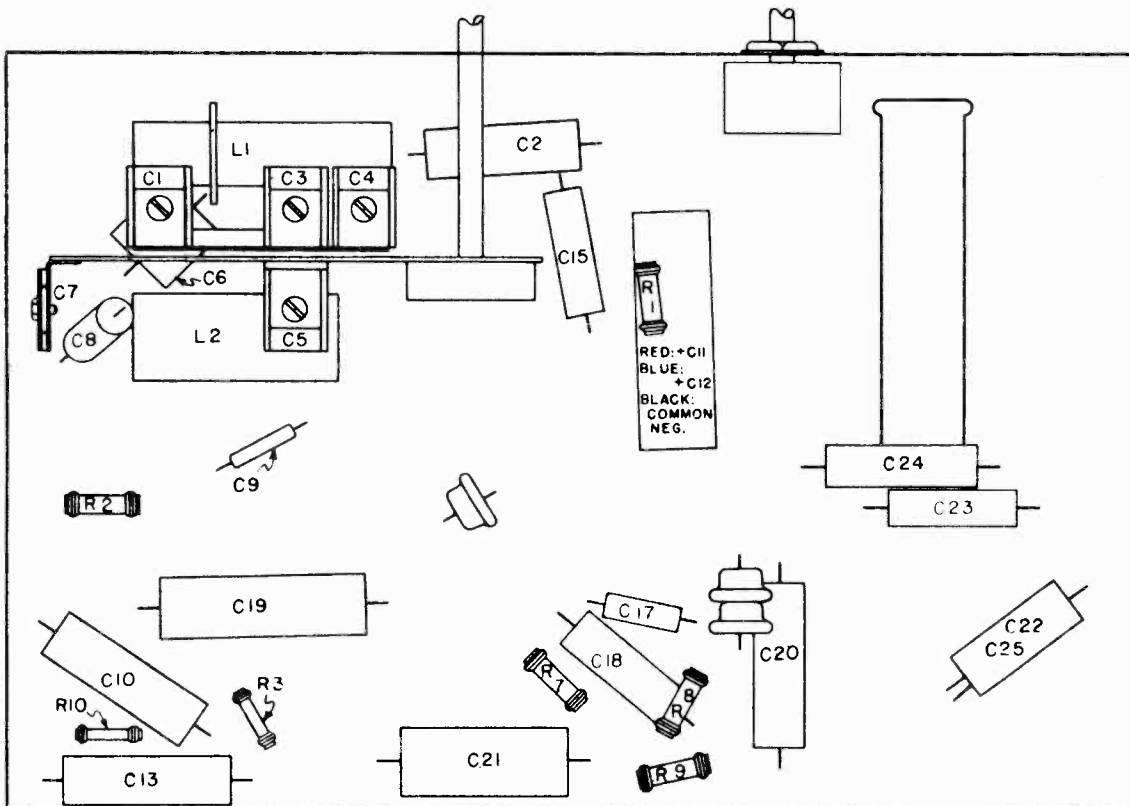 L1
C2
C1
C3
C4
C15
C6
C7
R1
C8
L2
C5
RED:+C11
BLUE:
+C12
BLACK:
COMMON
NEG.
C24
C9
R2
C23
C19
C17
C22
C25
C18
C20
C10
R3
R7
R8
R10
C21
R9
C13